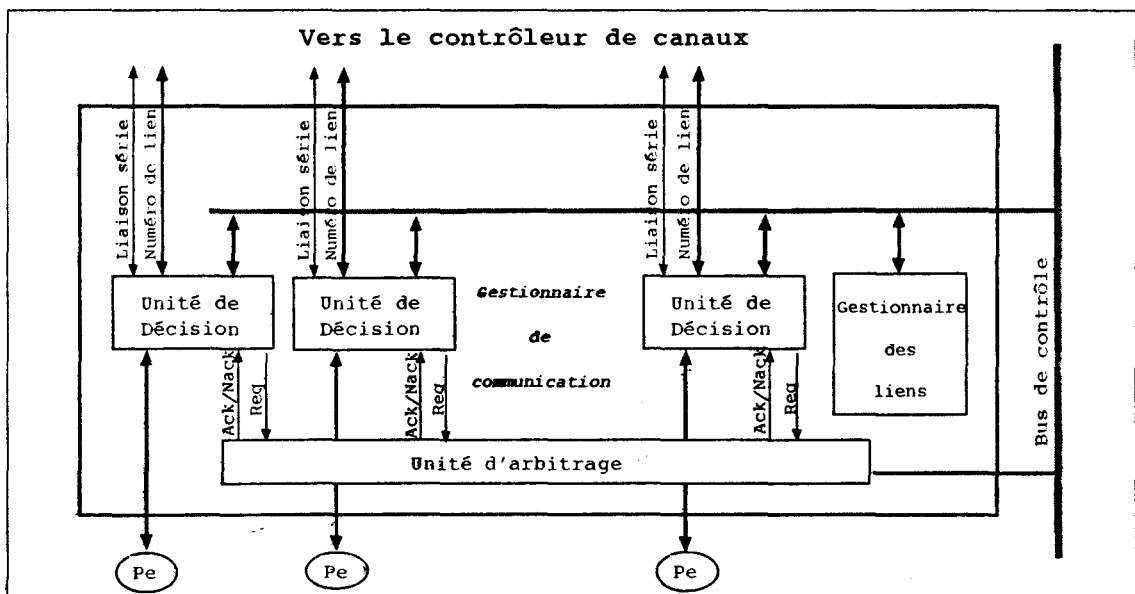 Vers le contrôleur de canaux
Liaison série
Numéro de lien
Liaison série
Numéro de lien
Liaison série
Numéro de lien
Unité de
Décision
Unité de
Décision
Gestionnaire
de
communication
Unité de
Décision
Gestionnaire
des
liens
Bus de contrôle
Ack/Nack
Req
Ack/Nack
Req
Ack/Nack
Req
Unité d'arbitrage
Pe
Pe
Pe